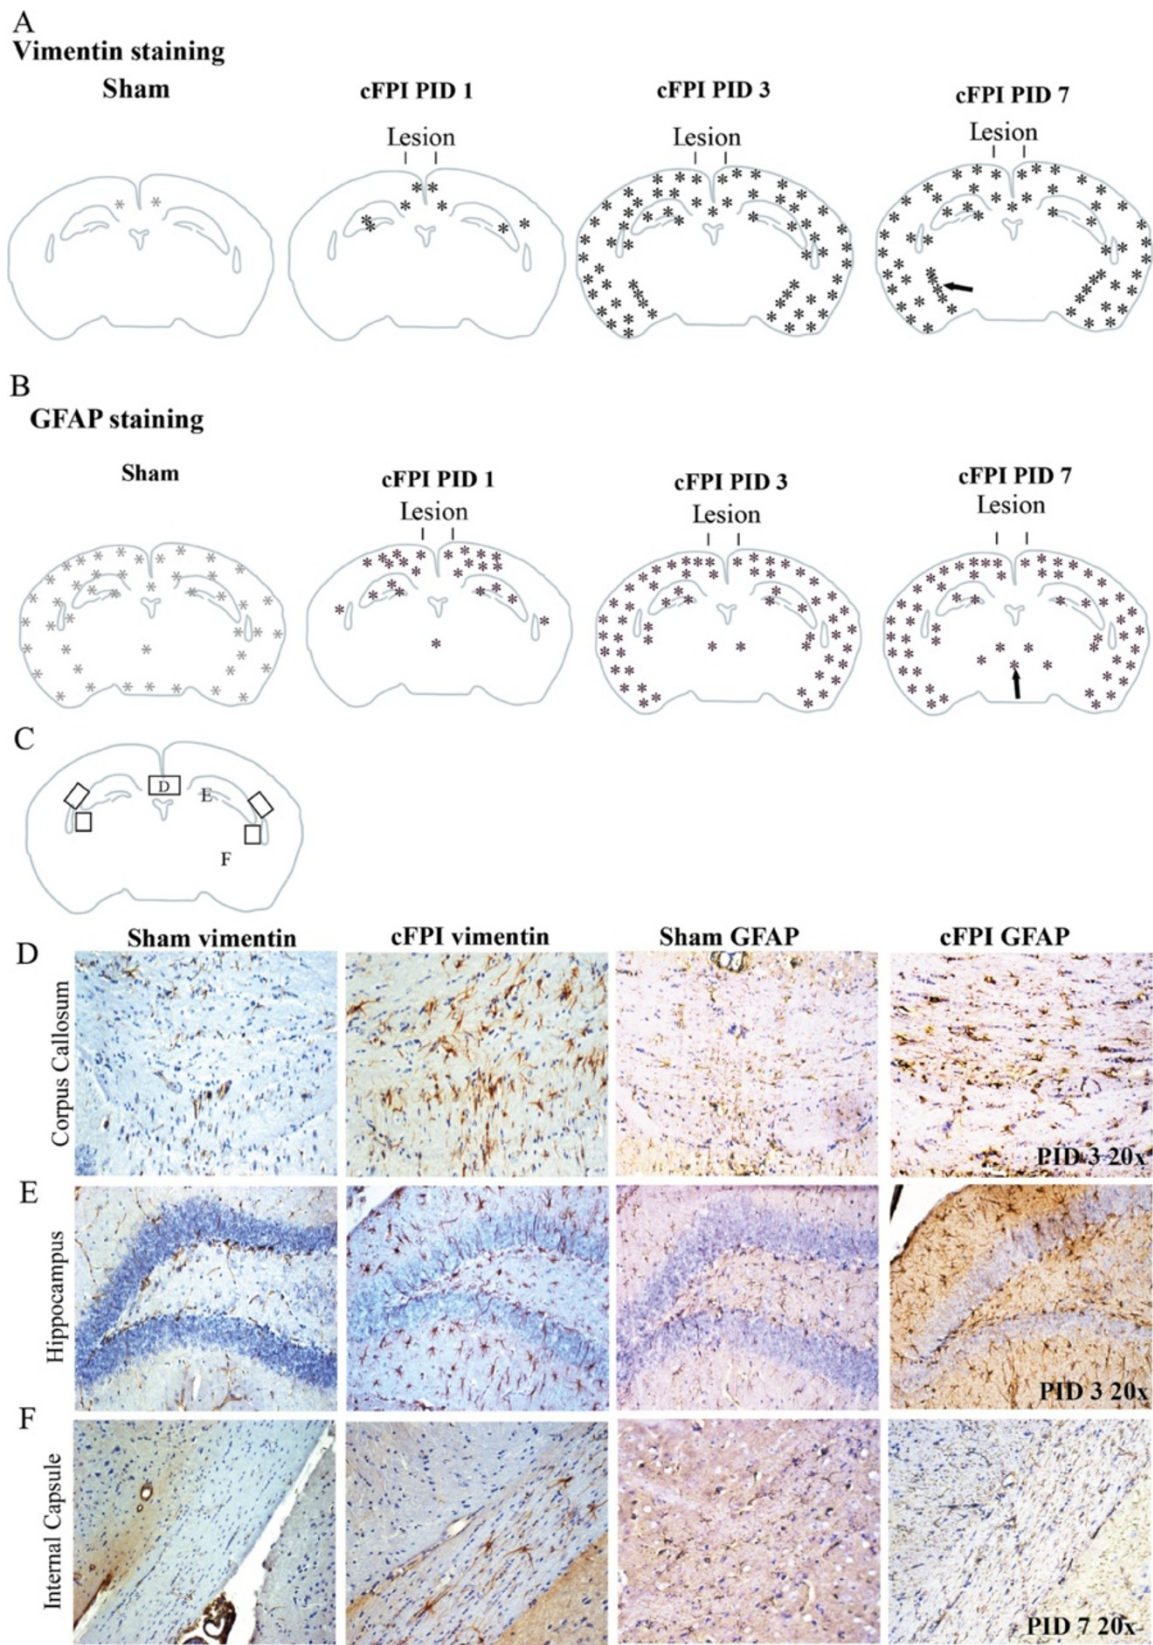 A
Vimentin staining
Sham
cFPI PID 1
cFPI PID 3
cFPI PID 7
Lesion
Lesion
Lesion
B
GFAP staining
Sham
cFPI PID 1
cFPI PID 3
cFPI PID 7
Lesion
Lesion
Lesion
C
D
E
F
Sham vimentin
cFPI vimentin
Sham GFAP
cFPI GFAP
D
Corpus Callosum
PID 3 20x
E
Hippocampus
PID 3 20x
F
Internal Capsule
PID 7 20x